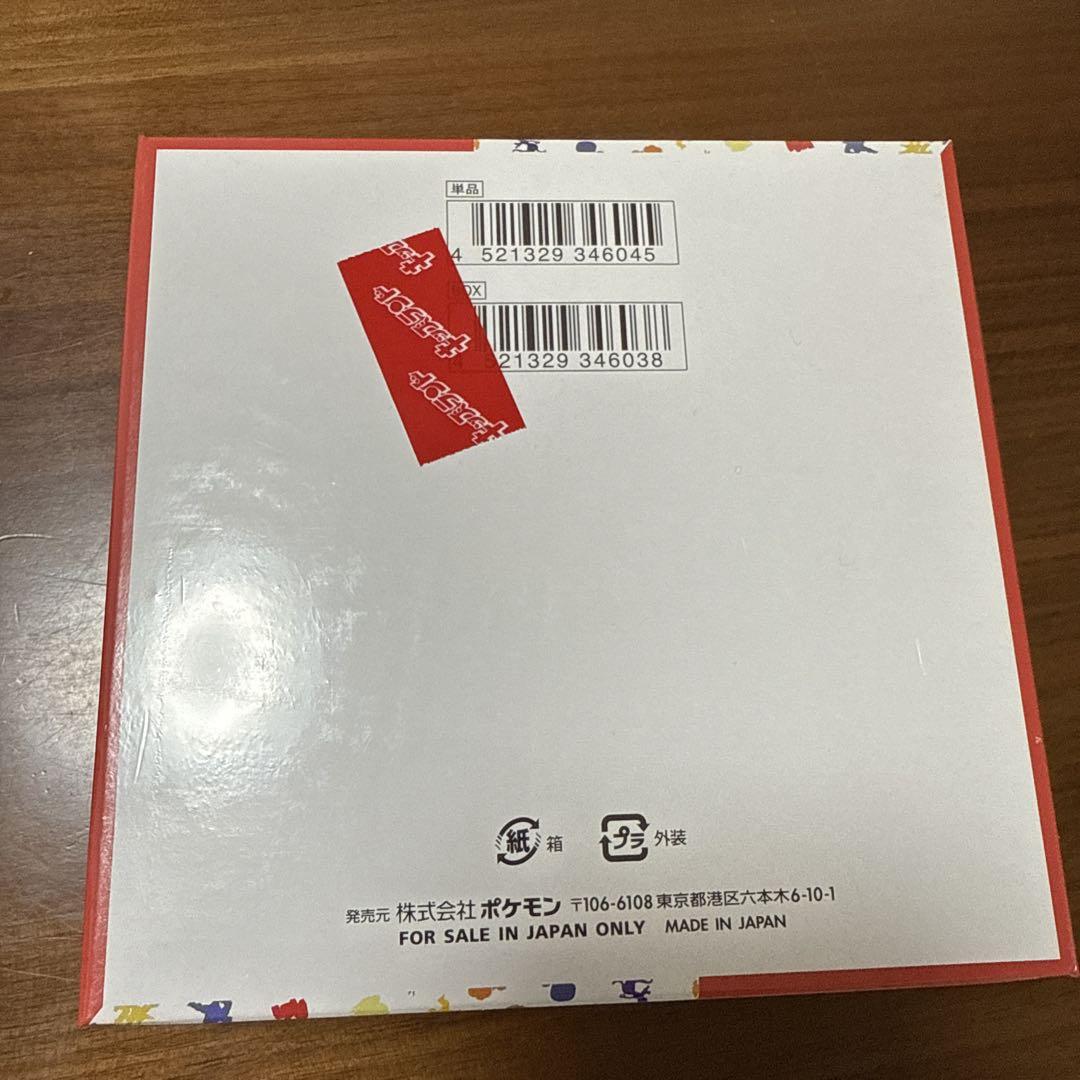 単品
4 521329 346045
BOX
4 521329 346038
紙 箱
プラ 外装
発売元 株式会社 ポケモン 〒106-6108 東京都港区六本木6-10-1
FOR SALE IN JAPAN ONLY MADE IN JAPAN